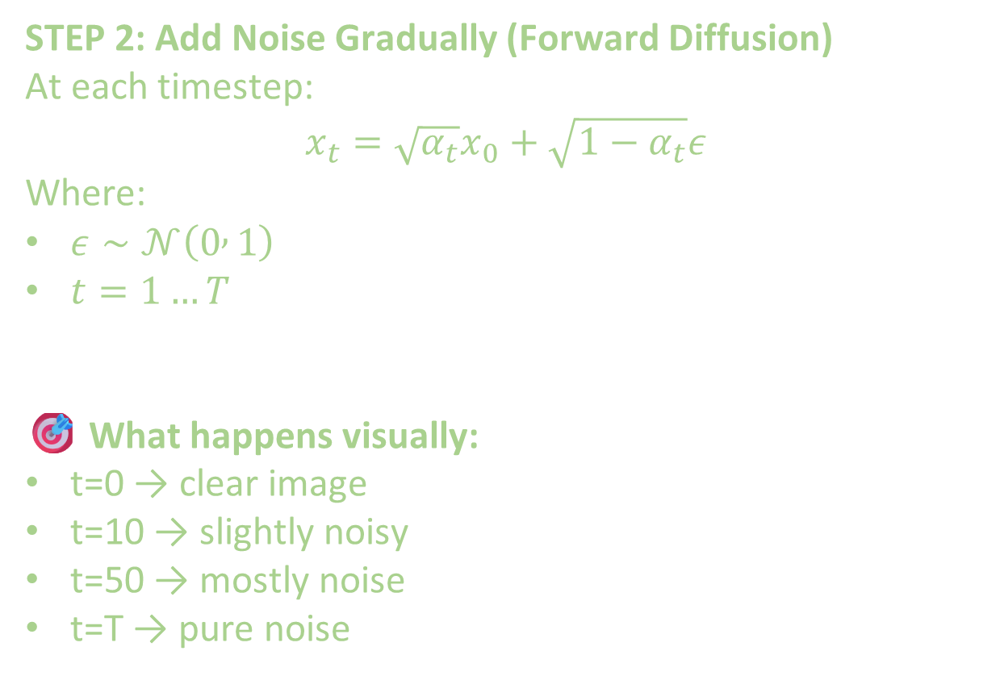 STEP 2: Add Noise Gradually (Forward Diffusion)
At each timestep:
$x_t = \sqrt{\alpha_t} x_0 + \sqrt{1 - \alpha_t} \epsilon$
Where:
• $\epsilon \sim \mathcal{N}(0, 1)$
• $t = 1 \ldots T$
🎯 What happens visually:
• t=0 → clear image
• t=10 → slightly noisy
• t=50 → mostly noise
• t=T → pure noise